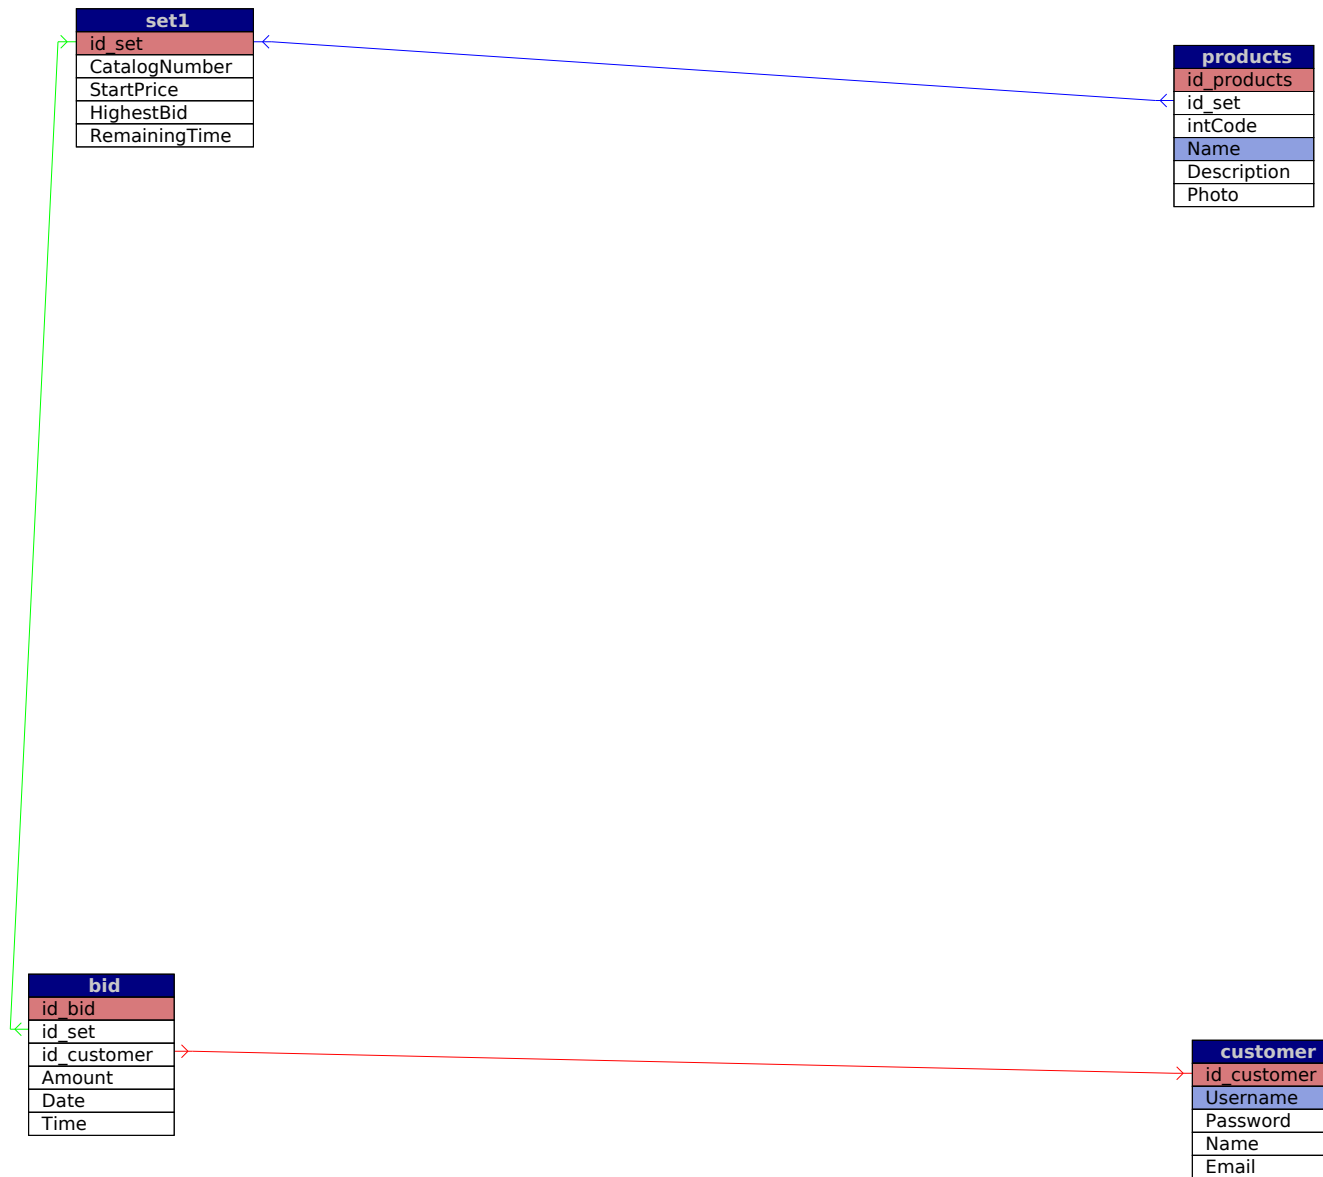 set1
id_set
CatalogNumber
StartPrice
HighestBid
RemainingTime
products
id_products
id_set
intCode
Name
Description
Photo
bid
id_bid
id_set
id_customer
Amount
Date
Time
customer
id_customer
Username
Password
Name
Email